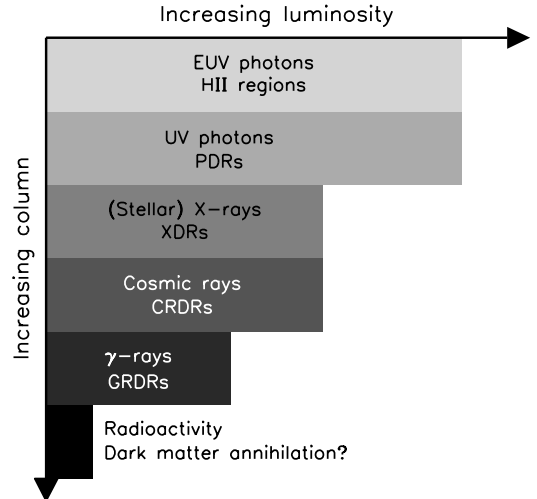 Increasing luminosity
EUV photons
HII regions
UV photons
PDRs
(Stellar) X-rays
XDRs
Cosmic rays
CRDRs
γ-rays
GRDRs
Radioactivity
Dark matter annihilation?
Increasing column